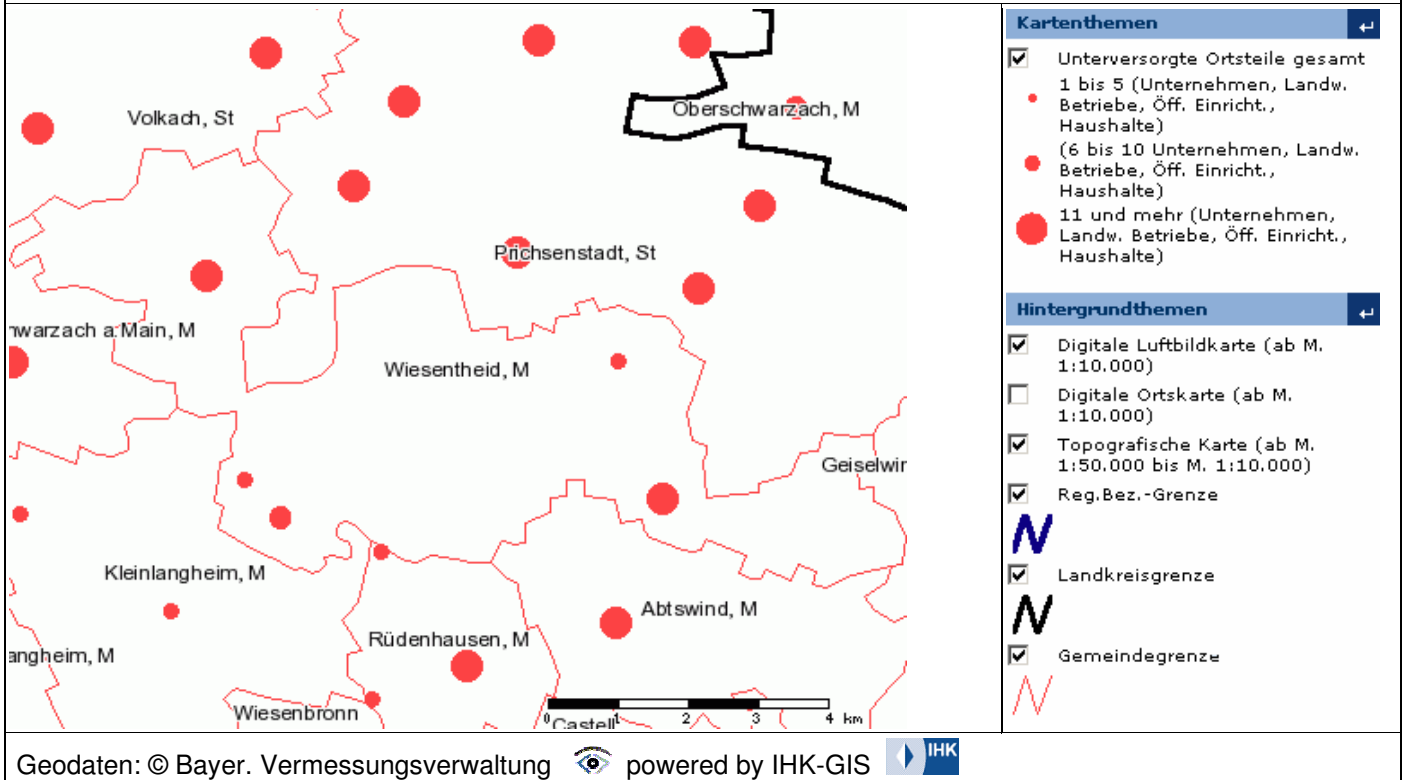 Volkach, St
Oberschwarzach, M
Prichsenstadt, St
hwarzach a Main, M
Wiesentheid, M
Geiselwir
Kleinlangheim, M
Abtswind, M
Rüdenhausen, M
angheim, M
Wiesenbronn
Castell
0 1 2 3 4 km
Kartenthemen
Unterversorgte Ortsteile gesamt
1 bis 5 (Unternehmen, Landw.
Betriebe, Öff. Einricht.,
Haushalte)
(6 bis 10 Unternehmen, Landw.
Betriebe, Öff. Einricht.,
Haushalte)
11 und mehr (Unternehmen,
Landw. Betriebe, Öff. Einricht.,
Haushalte)
Hintergrundthemen
Digitale Luftbildkarte (ab M.
1:10.000)
Digitale Ortskarte (ab M.
1:10.000)
Topografische Karte (ab M.
1:50.000 bis M. 1:10.000)
Reg.Bez.-Grenze
Landkreisgrenze
Gemeindegrenze
Geodaten: © Bayer. Vermessungsverwaltung powered by IHK-GIS IHK